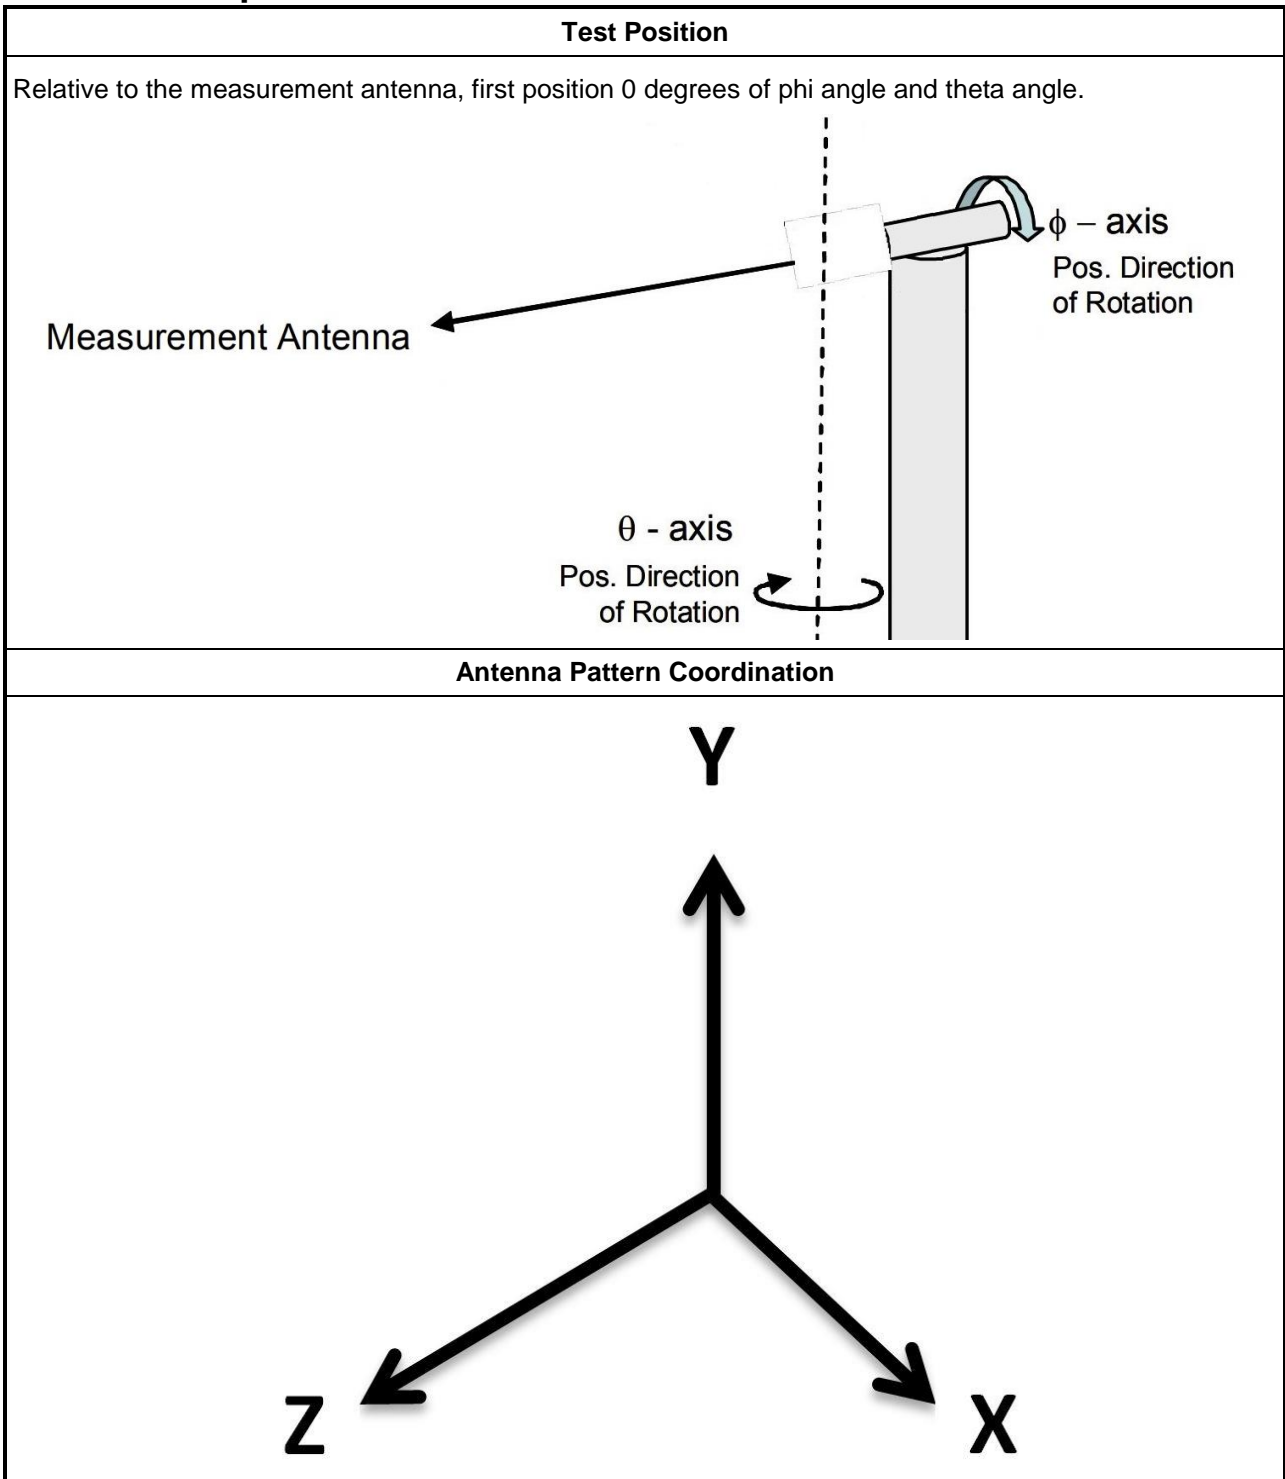 Test Position
Relative to the measurement antenna, first position 0 degrees of phi angle and theta angle.
ϕ – axis
Pos. Direction
of Rotation
Measurement Antenna
θ - axis
Pos. Direction
of Rotation
Antenna Pattern Coordination
Y
Z
X